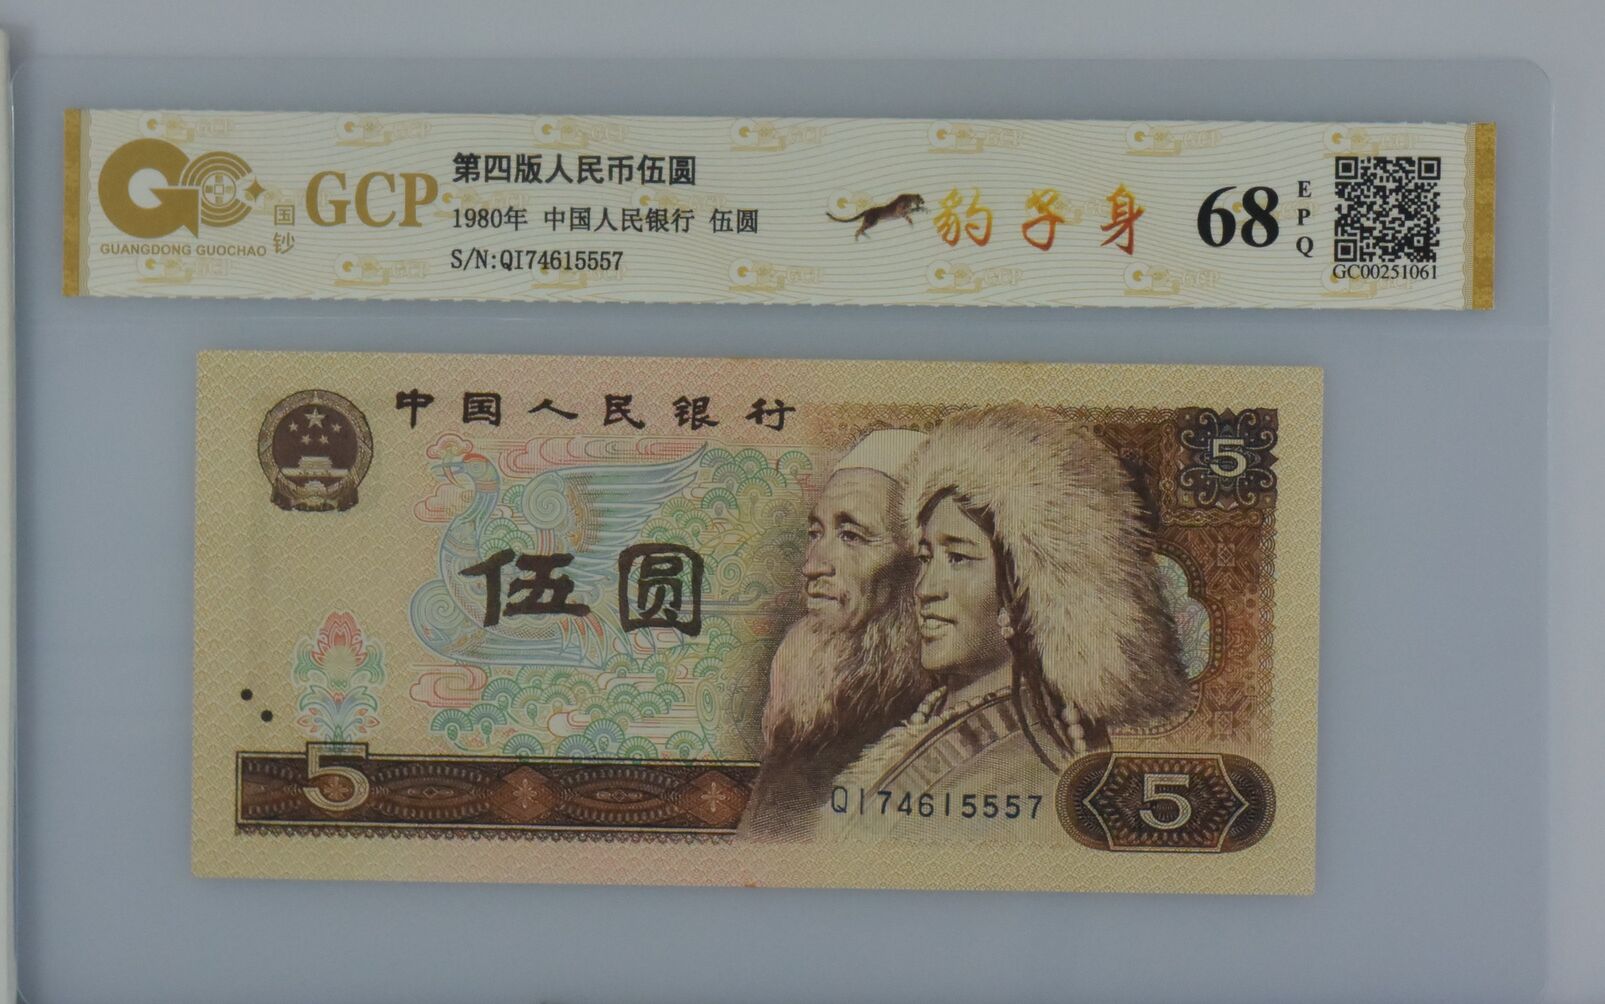 GCP
GUANGDONG GUOCHAO
国钞
GCP
第四版人民币伍圆
1980年 中国人民银行 伍圆
S/N:QI74615557
豹子身
68
EPQ
GC00251061
中国人民银行
5
伍圆
5
QI74615557
5